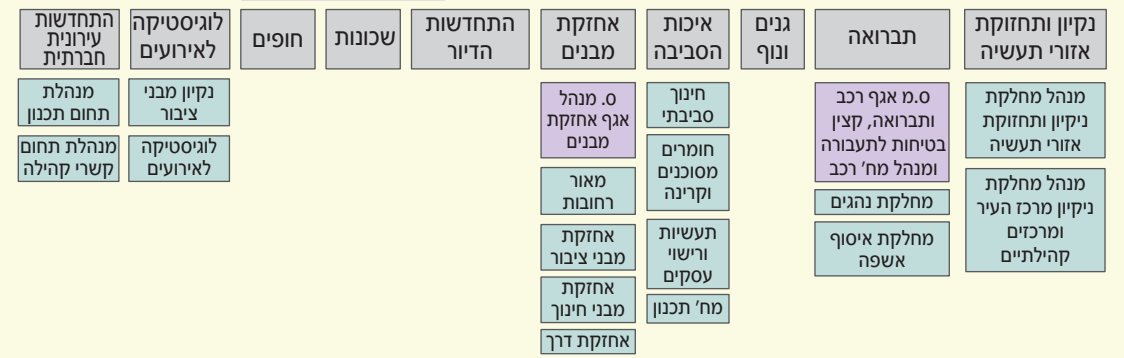 נקיון ותחזוקת
אזורי תעשיה
מנהל מחלקת
ניקיון ותחזוקת
אזורי תעשיה
מנהל מחלקת
ניקיון מרכז העיר
ומרכזים
קהילתיים
תברואה
ס.מ אגף רכב
ותברואה, קצין
בטיחות לתעבורה
ומנהל מח' רכב
מחלקת נהגים
מחלקת איסוף
אשפה
גנים
ונוף
איכות
הסביבה
חינוך
סביבתי
חומרים
מסוכנים
וקרינה
תעשיות
ורישוי
עסקים
מח' תכנון
אחזקת
מבנים
ס. מנהל
אגף אחזקת
מבנים
מאור
רחובות
אחזקת
מבני ציבור
אחזקת
מבני חינוך
אחזקת דרך
התחדשות
הדיור
שכונות
חופים
לוגיסטיקה
לאירועים
נקיון מבני
ציבור
לוגיסטיקה
לאירועים
התחדשות
עירונית
חברתית
מנהלת
תחום תכנון
מנהלת תחום
קשרי קהילה